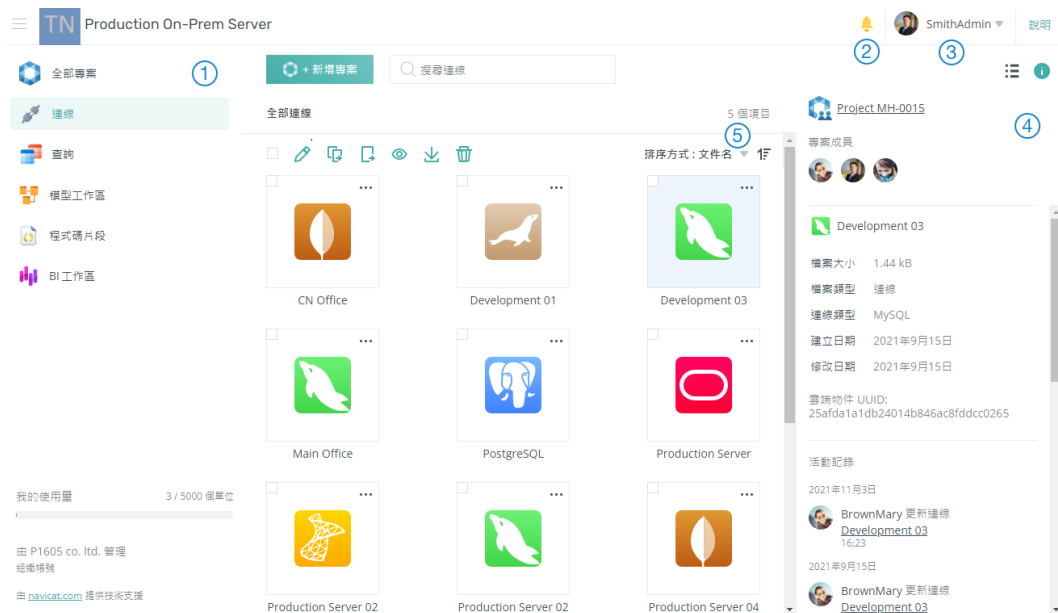 TN Production On-Prem Server
SmithAdmin
說明
1
2
3
4
5
全部專案
連線
查詢
模型工作區
程式碼片段
BI 工作區
我的使用量 3 / 5000 個單位
由 P1605 co. ltd. 管理
組織帳號
由 navicat.com 提供技術支援
+ 新增專案
搜尋連線
全部連線 5 個項目
排序方式 : 文件名
CN Office
Development 01
Development 03
Main Office
PostgreSQL
Production Server
Production Server 02
Production Server 02
Production Server 04
i
Project MH-0015
專案成員
Development 03
檔案大小 1.44 kB
檔案類型 連線
連線類型 MySQL
建立日期 2021年9月15日
修改日期 2021年9月15日
雲端物件 UUID:
25afda1a1db24014b846ac8fddcc0265
活動記錄
2021年11月3日
BrownMary 更新連線
Development 03
16:23
2021年9月15日
BrownMary 更新連線
Development 03